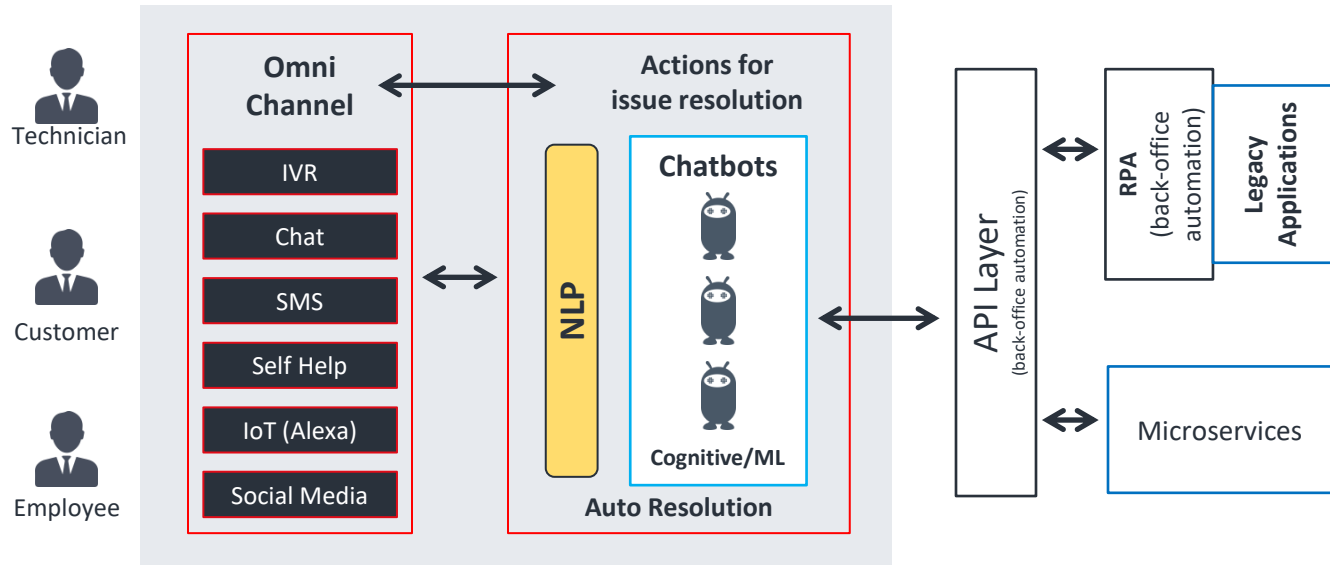 Technician
Customer
Employee
Omni
Channel
IVR
Chat
SMS
Self Help
IoT (Alexa)
Social Media
Actions for
issue resolution
NLP
Chatbots
Cognitive/ML
Auto Resolution
API Layer
(back-office automation)
RPA
(back-office
automation)
Legacy
Applications
Microservices